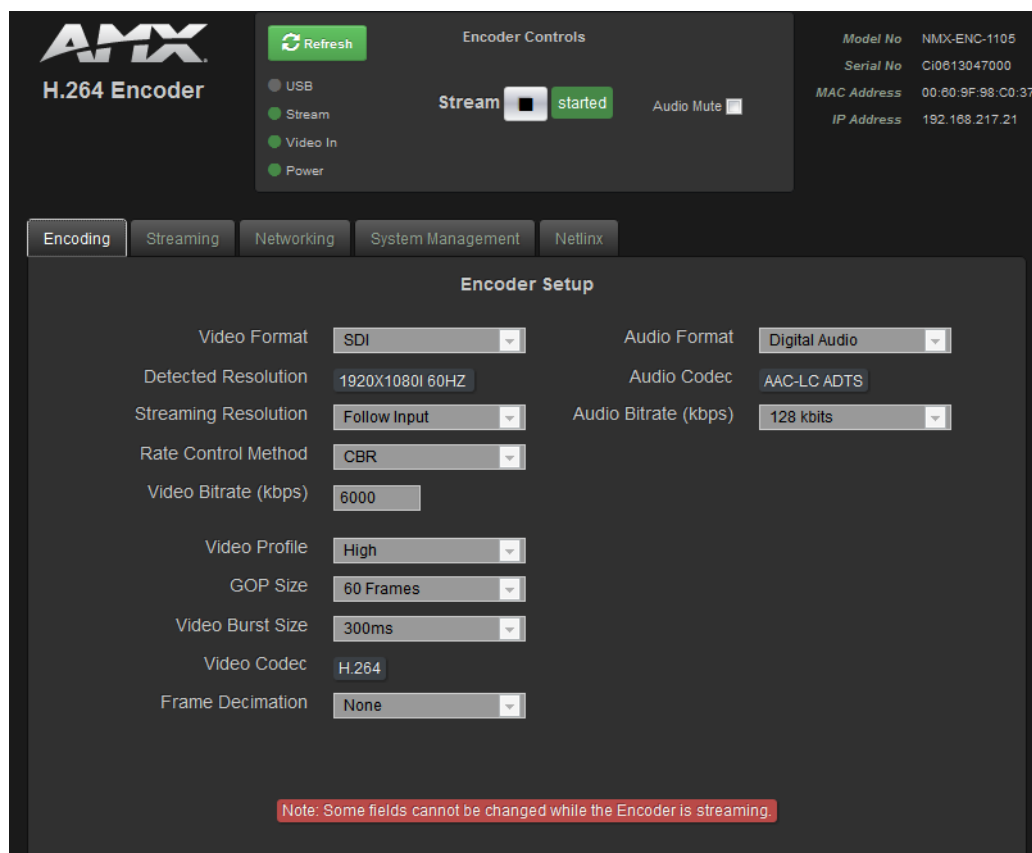 AMX
H.264 Encoder
Refresh
USB
Stream
Video In
Power
Encoder Controls
Stream started Audio Mute
Model No NMX-ENC-1105
Serial No Ci0613047000
MAC Address 00:60:9F:98:C0:37
IP Address 192.168.217.21
Encoding Streaming Networking System Management Netlinx
Encoder Setup
Video Format SDI
Detected Resolution 1920X1080I 60HZ
Streaming Resolution Follow Input
Rate Control Method CBR
Video Bitrate (kbps) 6000
Video Profile High
GOP Size 60 Frames
Video Burst Size 300ms
Video Codec H.264
Frame Decimation None
Audio Format Digital Audio
Audio Codec AAC-LC ADTS
Audio Bitrate (kbps) 128 kbits
Note: Some fields cannot be changed while the Encoder is streaming.